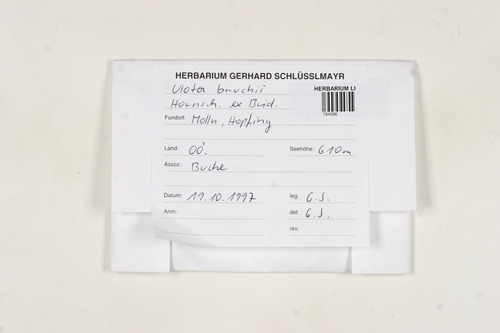 HERBARIUM GERHARD SCHLÜSSLMAYR
Ulota bruchii
Hornsch. ex Brid.
HERBARIUM LI
784596
Fundort: Molln, Hopfing
Land: OÖ. Seehöhe: 610m
Assoz.: Buche
Datum: 19.10.1997 leg. G.S.
Anm.: det. G.S.
rev.